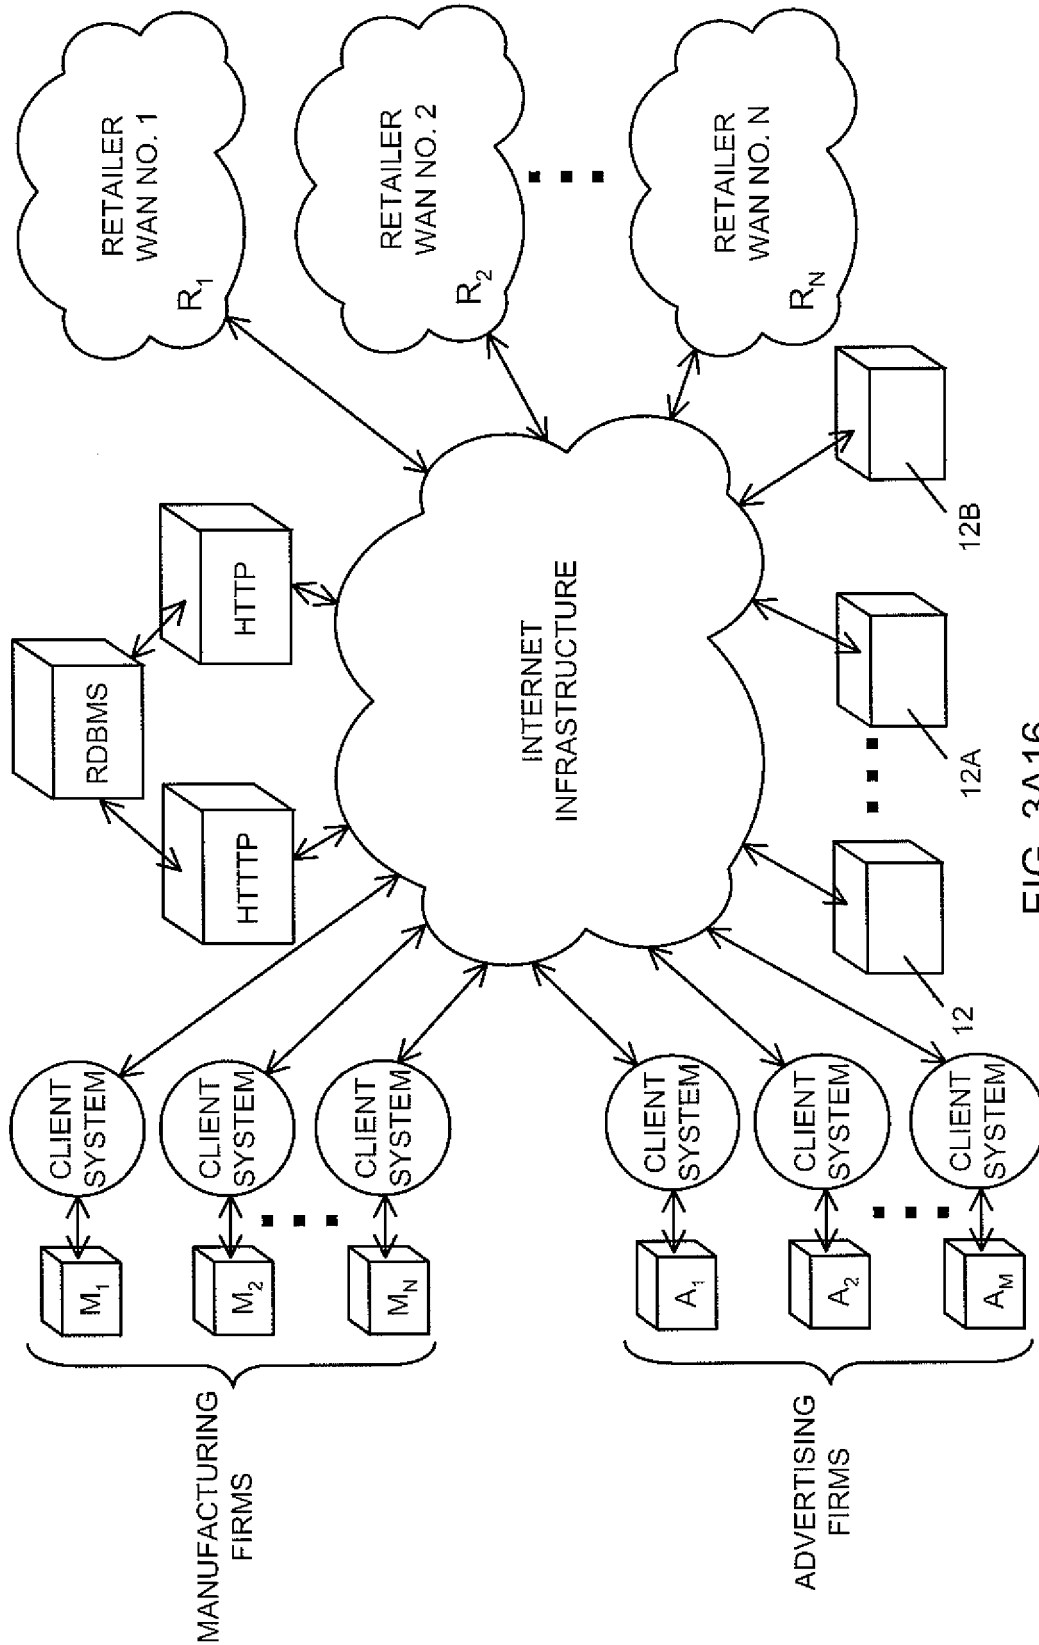 MANUFACTURING
FIRMS
M1
M2
MN
CLIENT
SYSTEM
CLIENT
SYSTEM
CLIENT
SYSTEM
ADVERTISING
FIRMS
A1
A2
AM
CLIENT
SYSTEM
CLIENT
SYSTEM
CLIENT
SYSTEM
RDBMS
HTTTP
HTTP
INTERNET
INFRASTRUCTURE
RETAILER
WAN NO. 1
R1
RETAILER
WAN NO. 2
R2
RETAILER
WAN NO. N
RN
12
12A
12B
FIG. 3A16